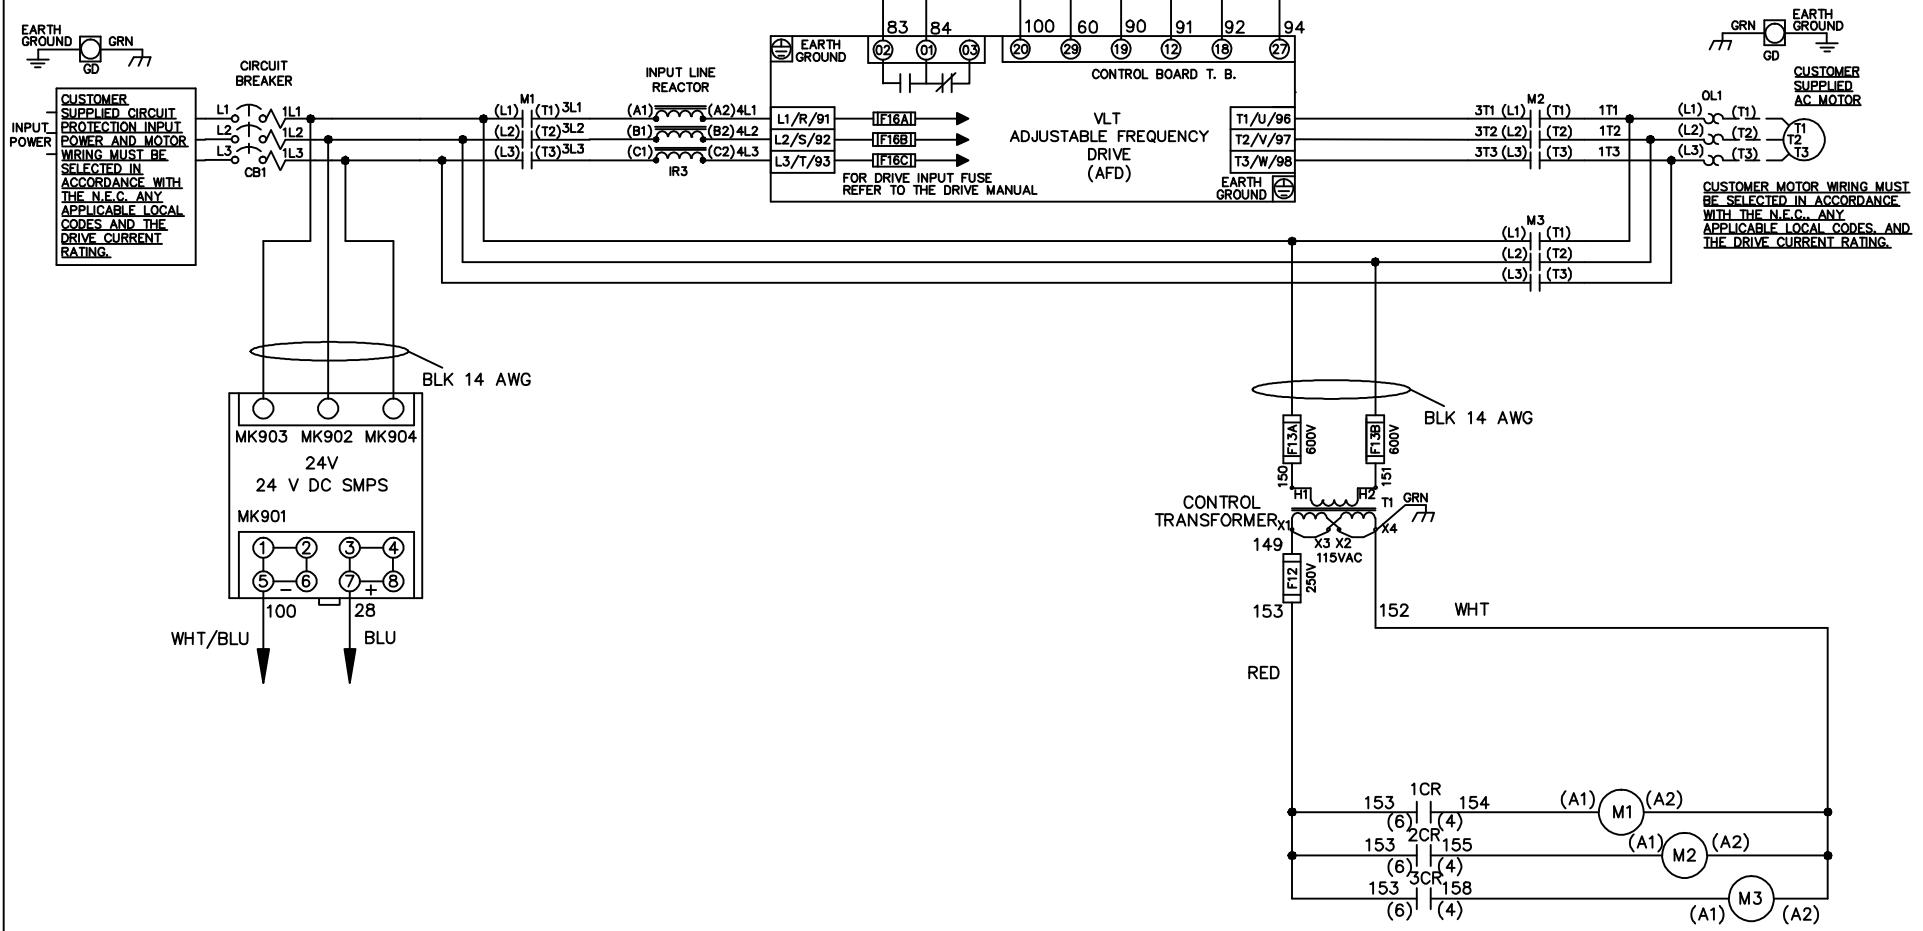 83 84 100 60 90 91 92 94
EARTH
GROUND
GRN
GD
CIRCUIT
BREAKER
CUSTOMER
SUPPLIED CIRCUIT
PROTECTION INPUT
POWER AND MOTOR
WIRING MUST BE
SELECTED IN
ACCORDANCE WITH
THE N.E.C. ANY
APPLICABLE LOCAL
CODES AND THE
DRIVE CURRENT
RATING.
INPUT
POWER
L1 1L1
L2 1L2
L3 1L3
CB1
M1
(L1) (T1) 3L1
(L2) (T2) 3L2
(L3) (T3) 3L3
INPUT LINE
REACTOR
(A1) (A2) 4L1
(B1) (B2) 4L2
(C1) (C2) 4L3
IR3
EARTH
GROUND
02 01 03
20 29 19 12 18 27
CONTROL BOARD T. B.
L1/R/91
L2/S/92
L3/T/93
F16A
F16B
F16C
FOR DRIVE INPUT FUSE
REFER TO THE DRIVE MANUAL
VLT
ADJUSTABLE FREQUENCY
DRIVE
(AFD)
T1/U/96
T2/V/97
T3/W/98
EARTH
GROUND
M2
3T1 (L1) (T1) 1T1
3T2 (L2) (T2) 1T2
3T3 (L3) (T3) 1T3
OL1
(L1) (T1)
(L2) (T2)
(L3) (T3)
T1
T2
T3
GRN
GD
EARTH
GROUND
CUSTOMER
SUPPLIED
AC MOTOR
CUSTOMER MOTOR WIRING MUST
BE SELECTED IN ACCORDANCE
WITH THE N.E.C., ANY
APPLICABLE LOCAL CODES, AND
THE DRIVE CURRENT RATING.
M3
(L1) (T1)
(L2) (T2)
(L3) (T3)
BLK 14 AWG
MK903 MK902 MK904
24V
24 V DC SMPS
MK901
1 2 3 4
5 - 6 7 + 8
100 28
WHT/BLU BLU
BLK 14 AWG
F13A 600V
F13B 600V
150 151
H1 H2 T1 GRN
CONTROL
TRANSFORMER
X1 X3 X2 X4
115VAC
149
F12 250V
153 152 WHT
RED
1CR
153 154 (A1) M1 (A2)
(6) (4)
2CR
153 155 (A1) M2 (A2)
(6) (4)
3CR
153 158 M3
(6) (4) (A1) (A2)